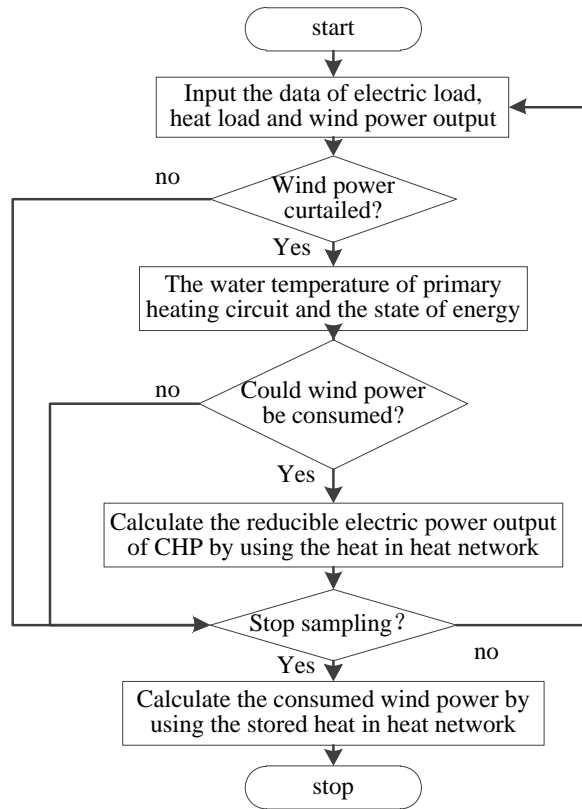 start
Input the data of electric load,
heat load and wind power output
no
Wind power
curtailed?
Yes
The water temperature of primary
heating circuit and the state of energy
no
Could wind power
be consumed?
Yes
Calculate the reducible electric power output
of CHP by using the heat in heat network
Stop sampling?
Yes
no
Calculate the consumed wind power by
using the stored heat in heat network
stop